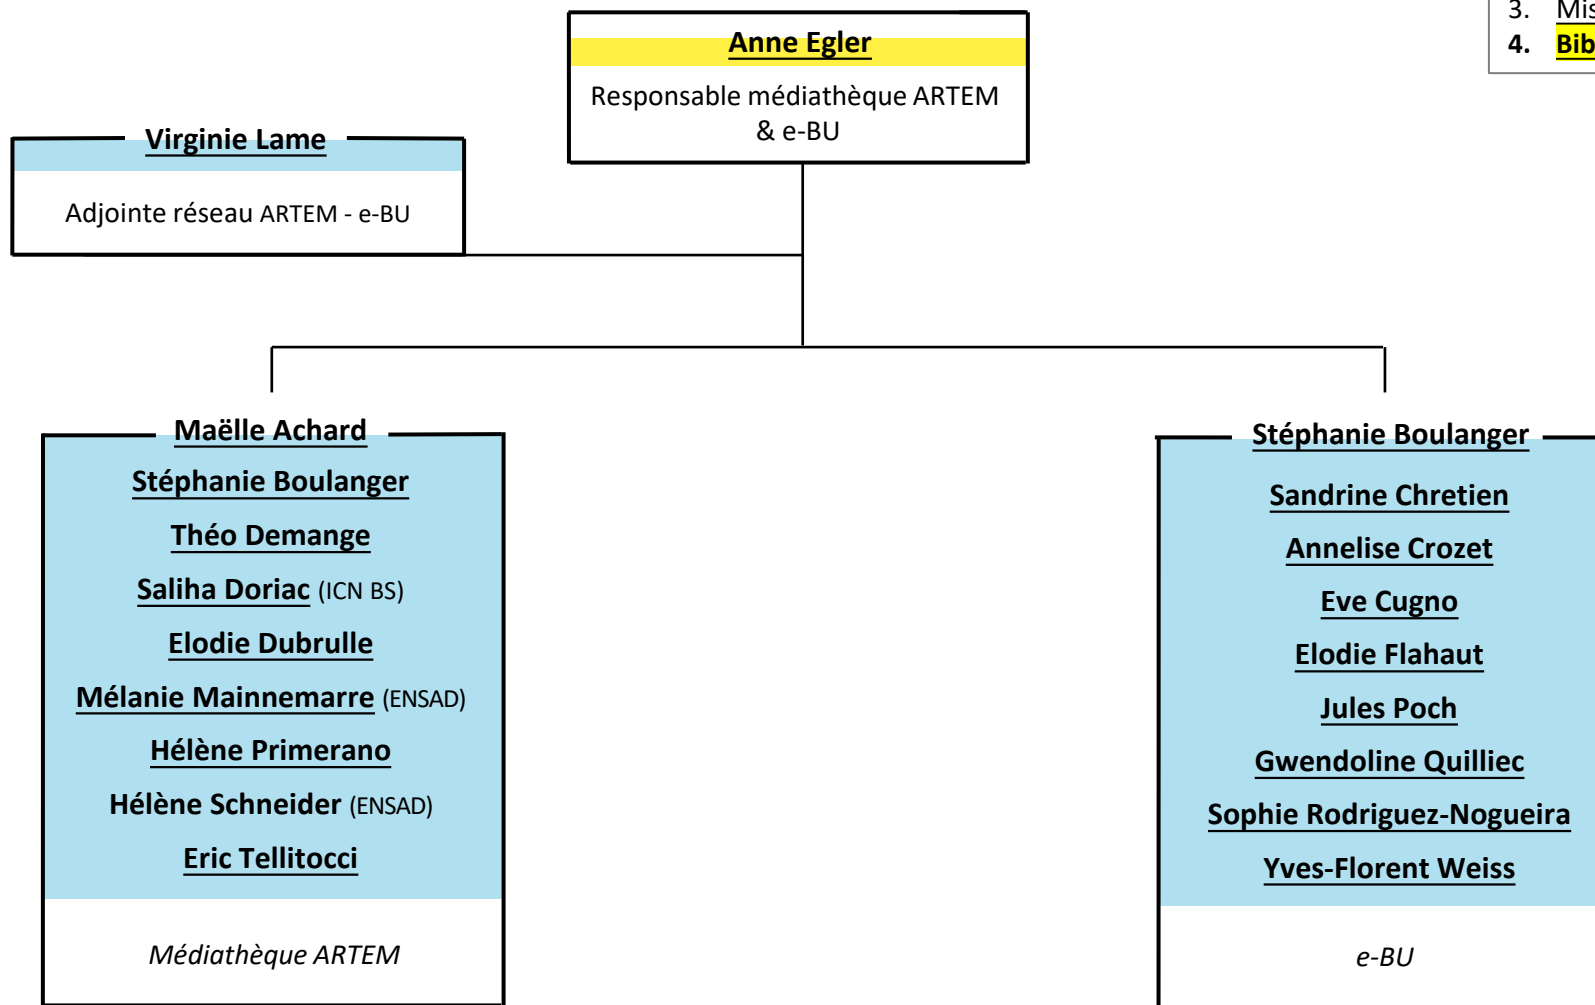 3. Mis
4. Bib
Anne Egler
Responsable médiathèque ARTEM
& e-BU
Virginie Lame
Adjointe réseau ARTEM - e-BU
Maëlle Achard
Stéphanie Boulanger
Théo Demange
Saliha Doriac (ICN BS)
Elodie Dubrulle
Mélanie Mainnemarre (ENSAD)
Hélène Primerano
Hélène Schneider (ENSAD)
Eric Tellitocci
Médiathèque ARTEM
Stéphanie Boulanger
Sandrine Chretien
Annelise Crozet
Eve Cugno
Elodie Flahaut
Jules Poch
Gwendoline Quilliec
Sophie Rodriguez-Nogueira
Yves-Florent Weiss
e-BU